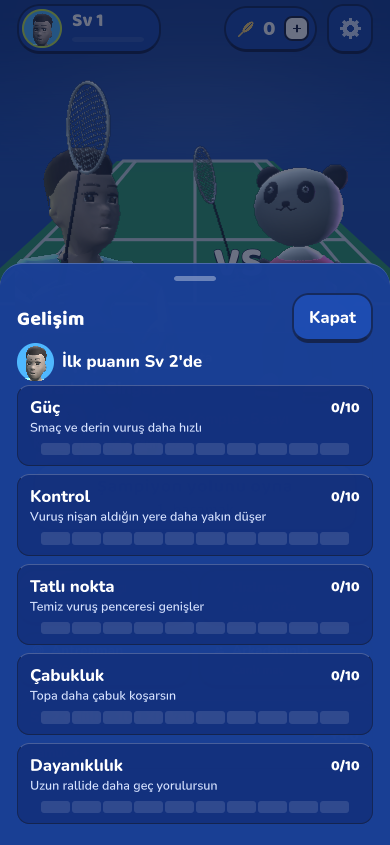 Sv 1
0
+
VS
Gelişim
Kapat
İlk puanın Sv 2'de
Güç
0/10
Smaç ve derin vuruş daha hızlı
Kontrol
0/10
Vuruş nişan aldığın yere daha yakın düşer
Tatlı nokta
0/10
Temiz vuruş penceresi genişler
Çabukluk
0/10
Topa daha çabuk koşarsın
Dayanıklılık
0/10
Uzun rallide daha geç yorulursun